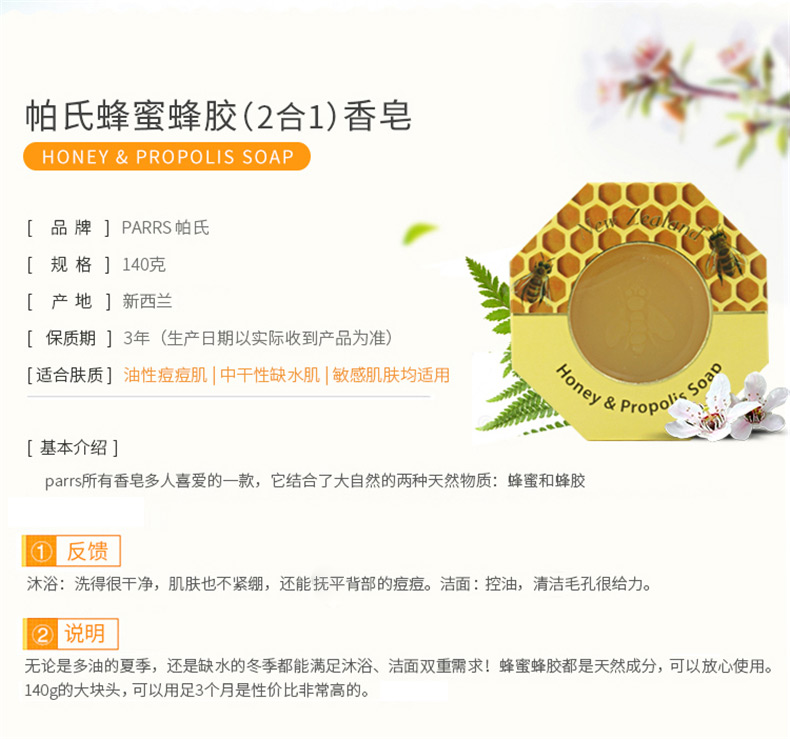 帕氏蜂蜜蜂胶(2合1)香皂
HONEY & PROPOLIS SOAP
[ 品 牌 ] PARRS 帕氏
[ 规 格 ] 140克
[ 产 地 ] 新西兰
[ 保质期 ] 3年（生产日期以实际收到产品为准）
[适合肤质] 油性痘痘肌 | 中干性缺水肌 | 敏感肌肤均适用
New Zealand
Honey & Propolis Soap
[ 基本介绍 ]
parrs所有香皂多人喜爱的一款，它结合了大自然的两种天然物质：蜂蜜和蜂胶
① 反馈
沐浴：洗得很干净，肌肤也不紧绷，还能抚平背部的痘痘。洁面：控油，清洁毛孔很给力。
② 说明
无论是多油的夏季，还是缺水的冬季都能满足沐浴、洁面双重需求！蜂蜜蜂胶都是天然成分，可以放心使用。
140g的大块头，可以用足3个月是性价比非常高的。